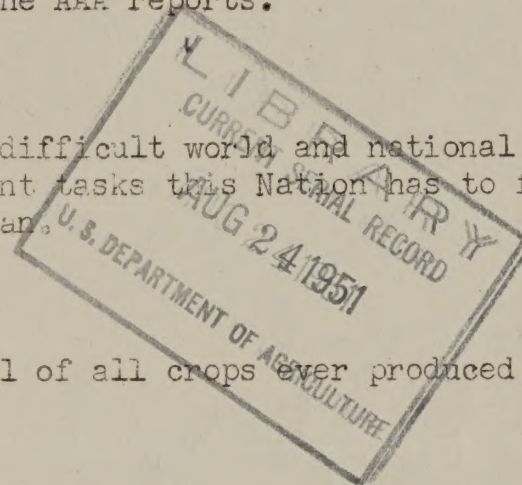 he AAA reports.
difficult world and national
nt tasks this Nation has to f
an.
l of all crops ever produced
LIBRARY
CURRENT SERIAL RECORD
AUG 24 1951
U. S. DEPARTMENT OF AGRICULTURE